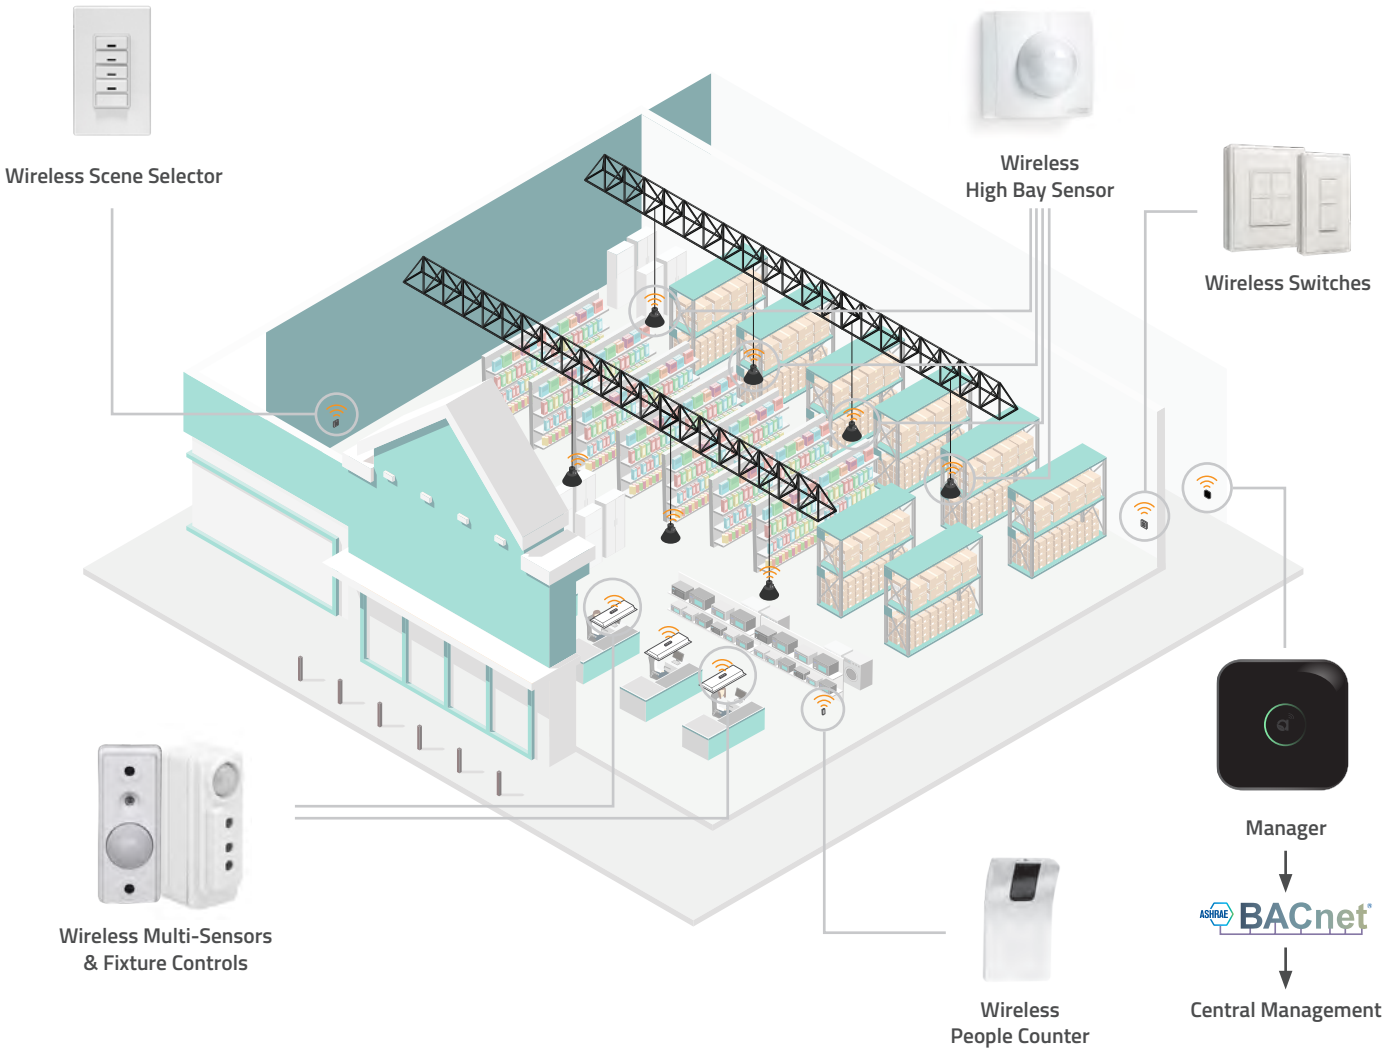 Wireless Scene Selector
Wireless
High Bay Sensor
Wireless Switches
Manager
ASHRAE BACnet®
Central Management
Wireless Multi-Sensors
& Fixture Controls
Wireless
People Counter